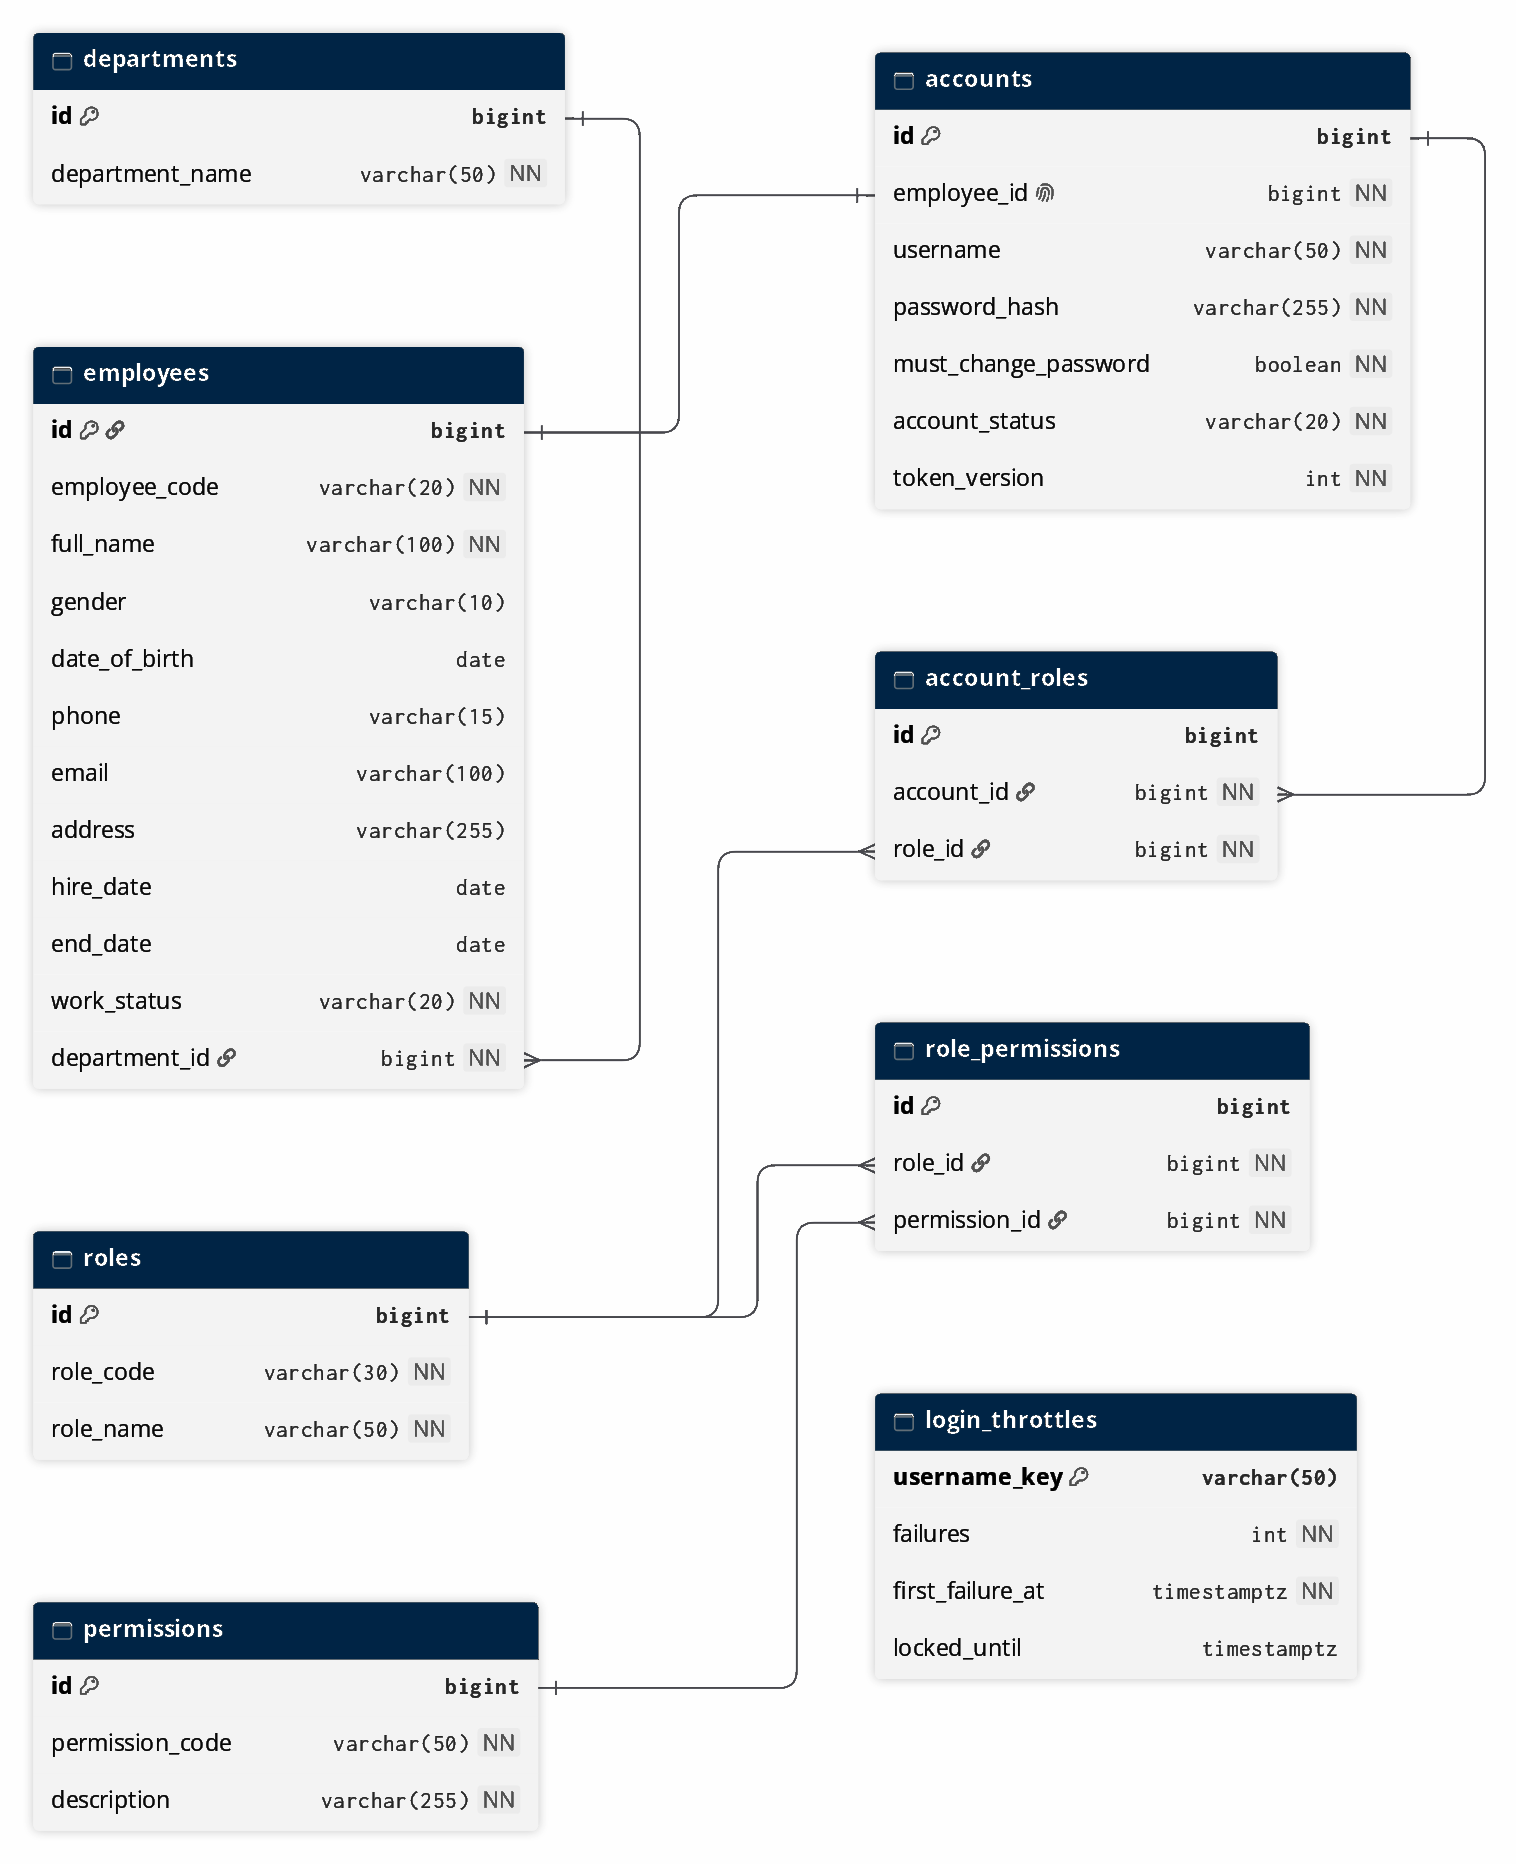 departments
id bigint
department_name varchar(50) NN
employees
id bigint
employee_code varchar(20) NN
full_name varchar(100) NN
gender varchar(10)
date_of_birth date
phone varchar(15)
email varchar(100)
address varchar(255)
hire_date date
end_date date
work_status varchar(20) NN
department_id bigint NN
roles
id bigint
role_code varchar(30) NN
role_name varchar(50) NN
permissions
id bigint
permission_code varchar(50) NN
description varchar(255) NN
accounts
id bigint
employee_id bigint NN
username varchar(50) NN
password_hash varchar(255) NN
must_change_password boolean NN
account_status varchar(20) NN
token_version int NN
account_roles
id bigint
account_id bigint NN
role_id bigint NN
role_permissions
id bigint
role_id bigint NN
permission_id bigint NN
login_throttles
username_key varchar(50)
failures int NN
first_failure_at timestamptz NN
locked_until timestamptz